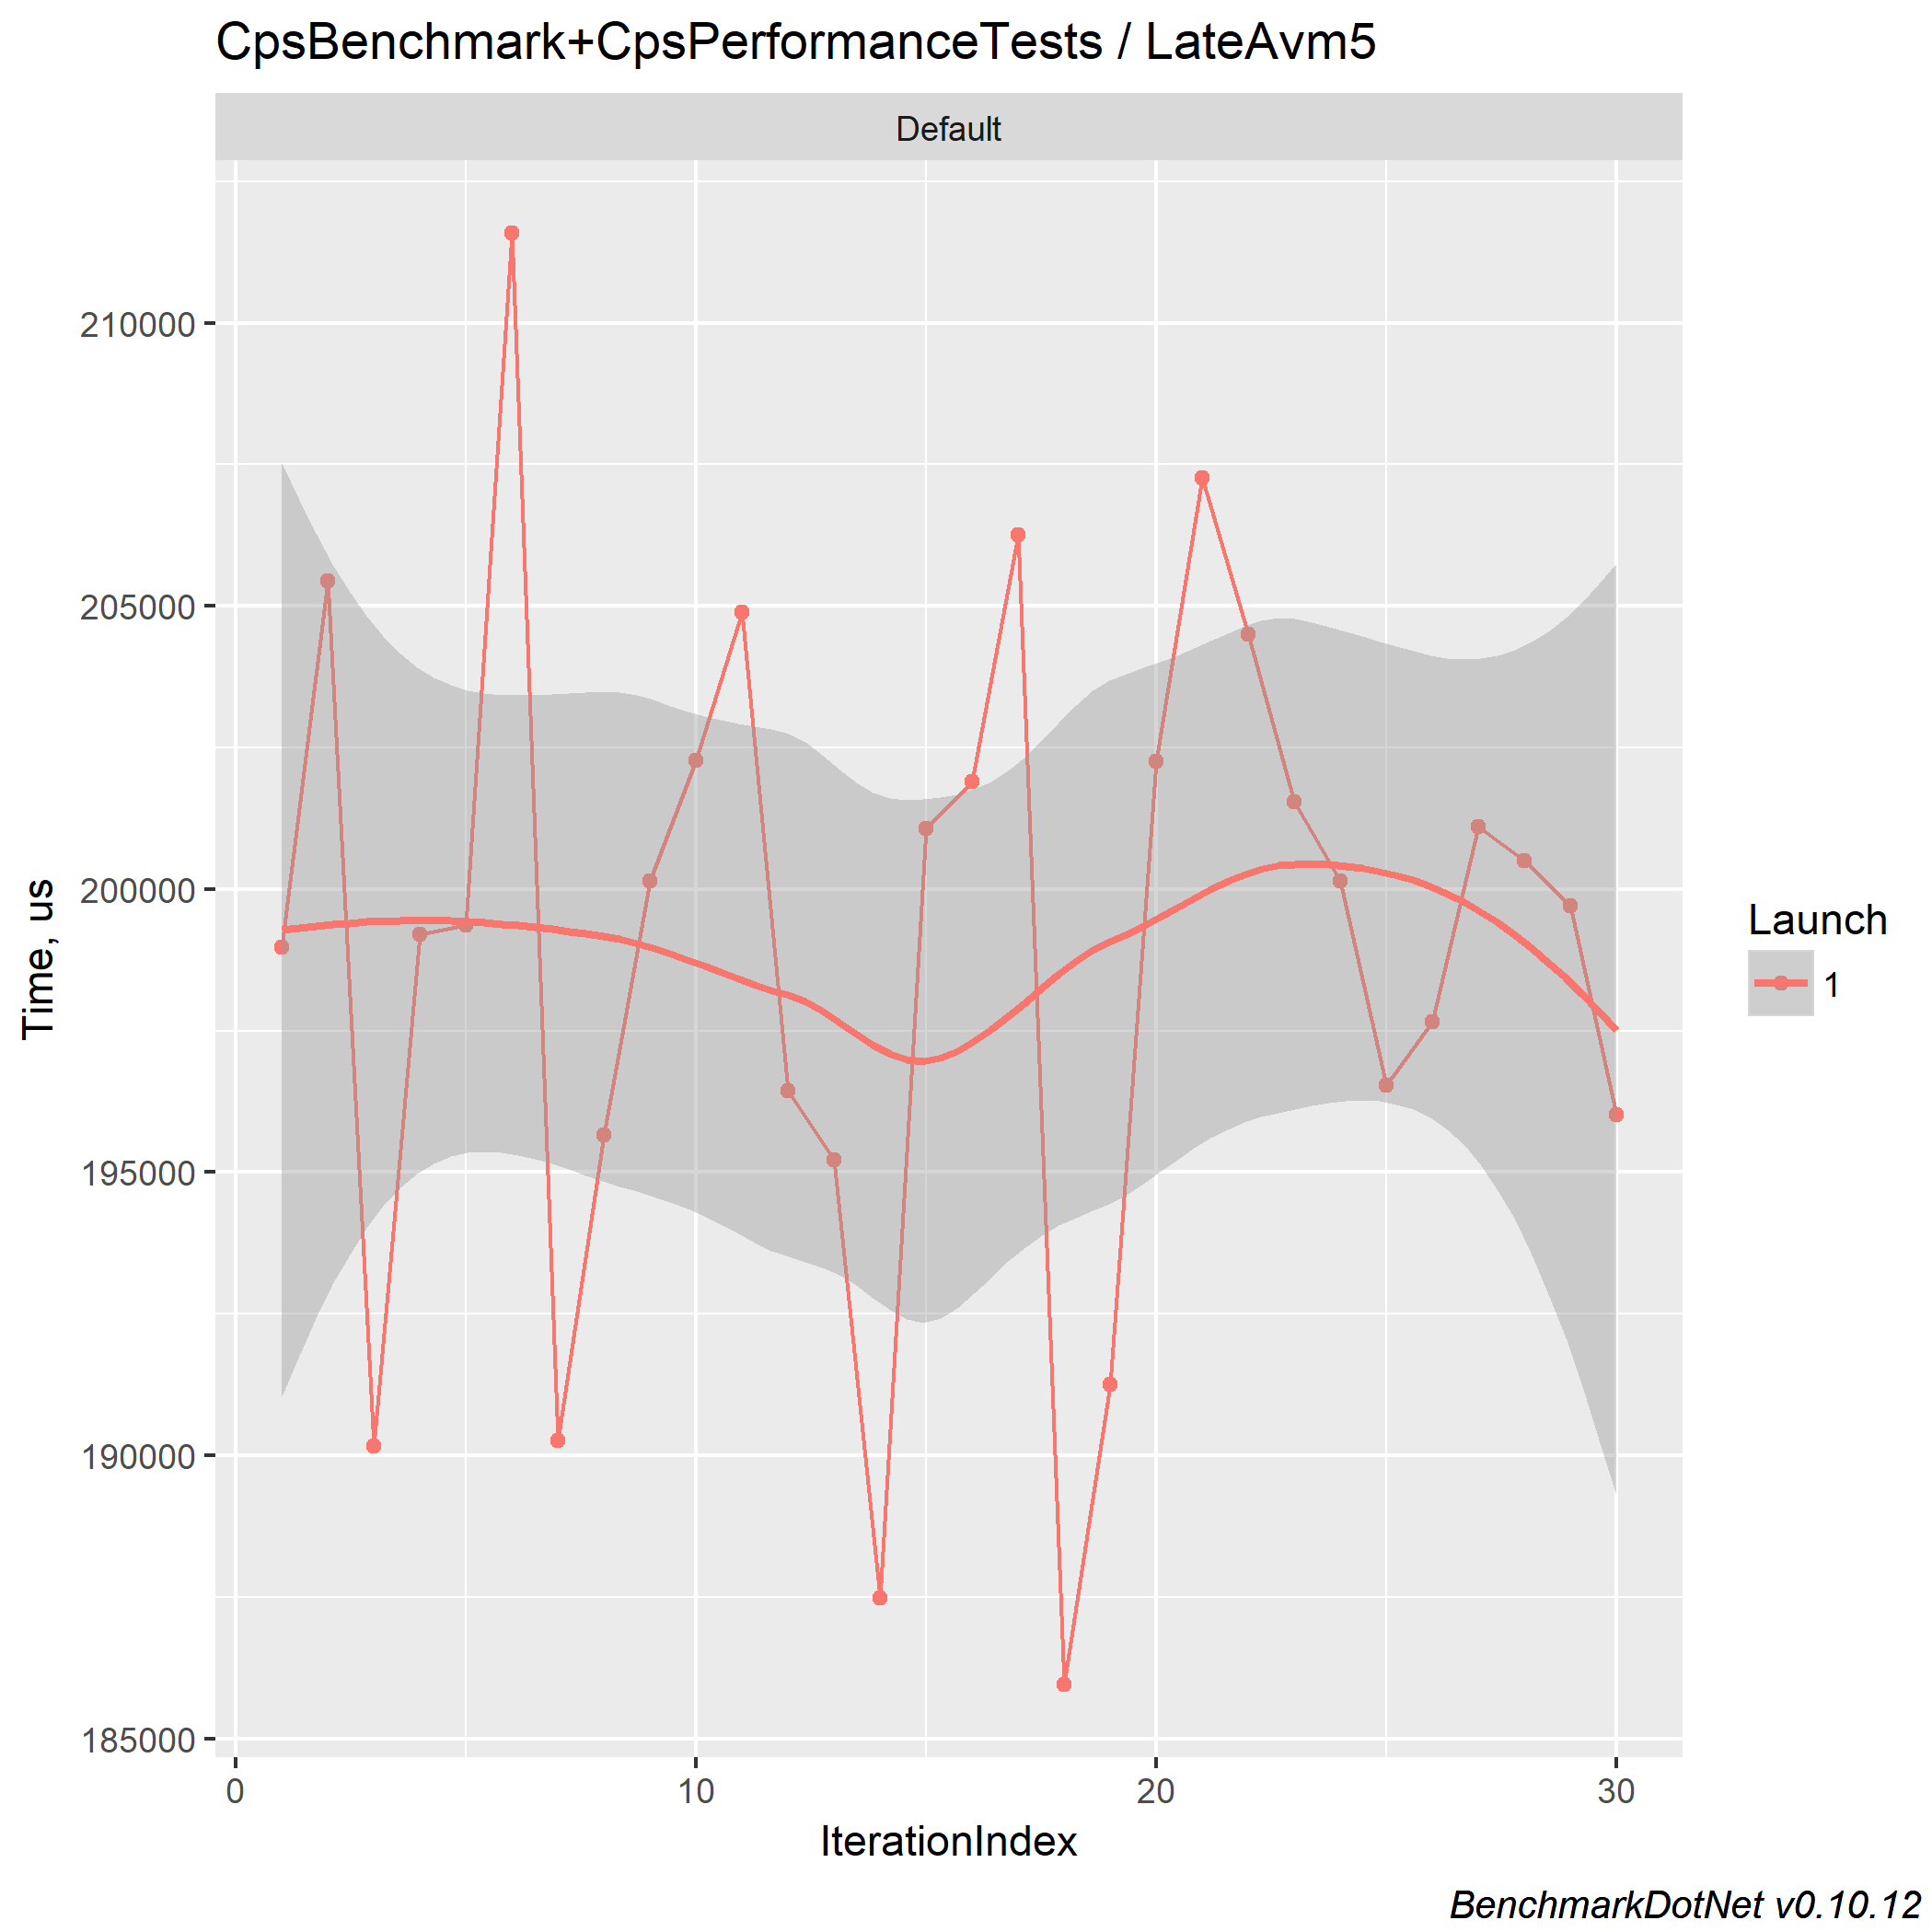 CpsBenchmark+CpsPerformanceTests / LateAvm5
Default
Time, us
210000
205000
200000
195000
190000
185000
0 10 20 30
IterationIndex
Launch
1
BenchmarkDotNet v0.10.12